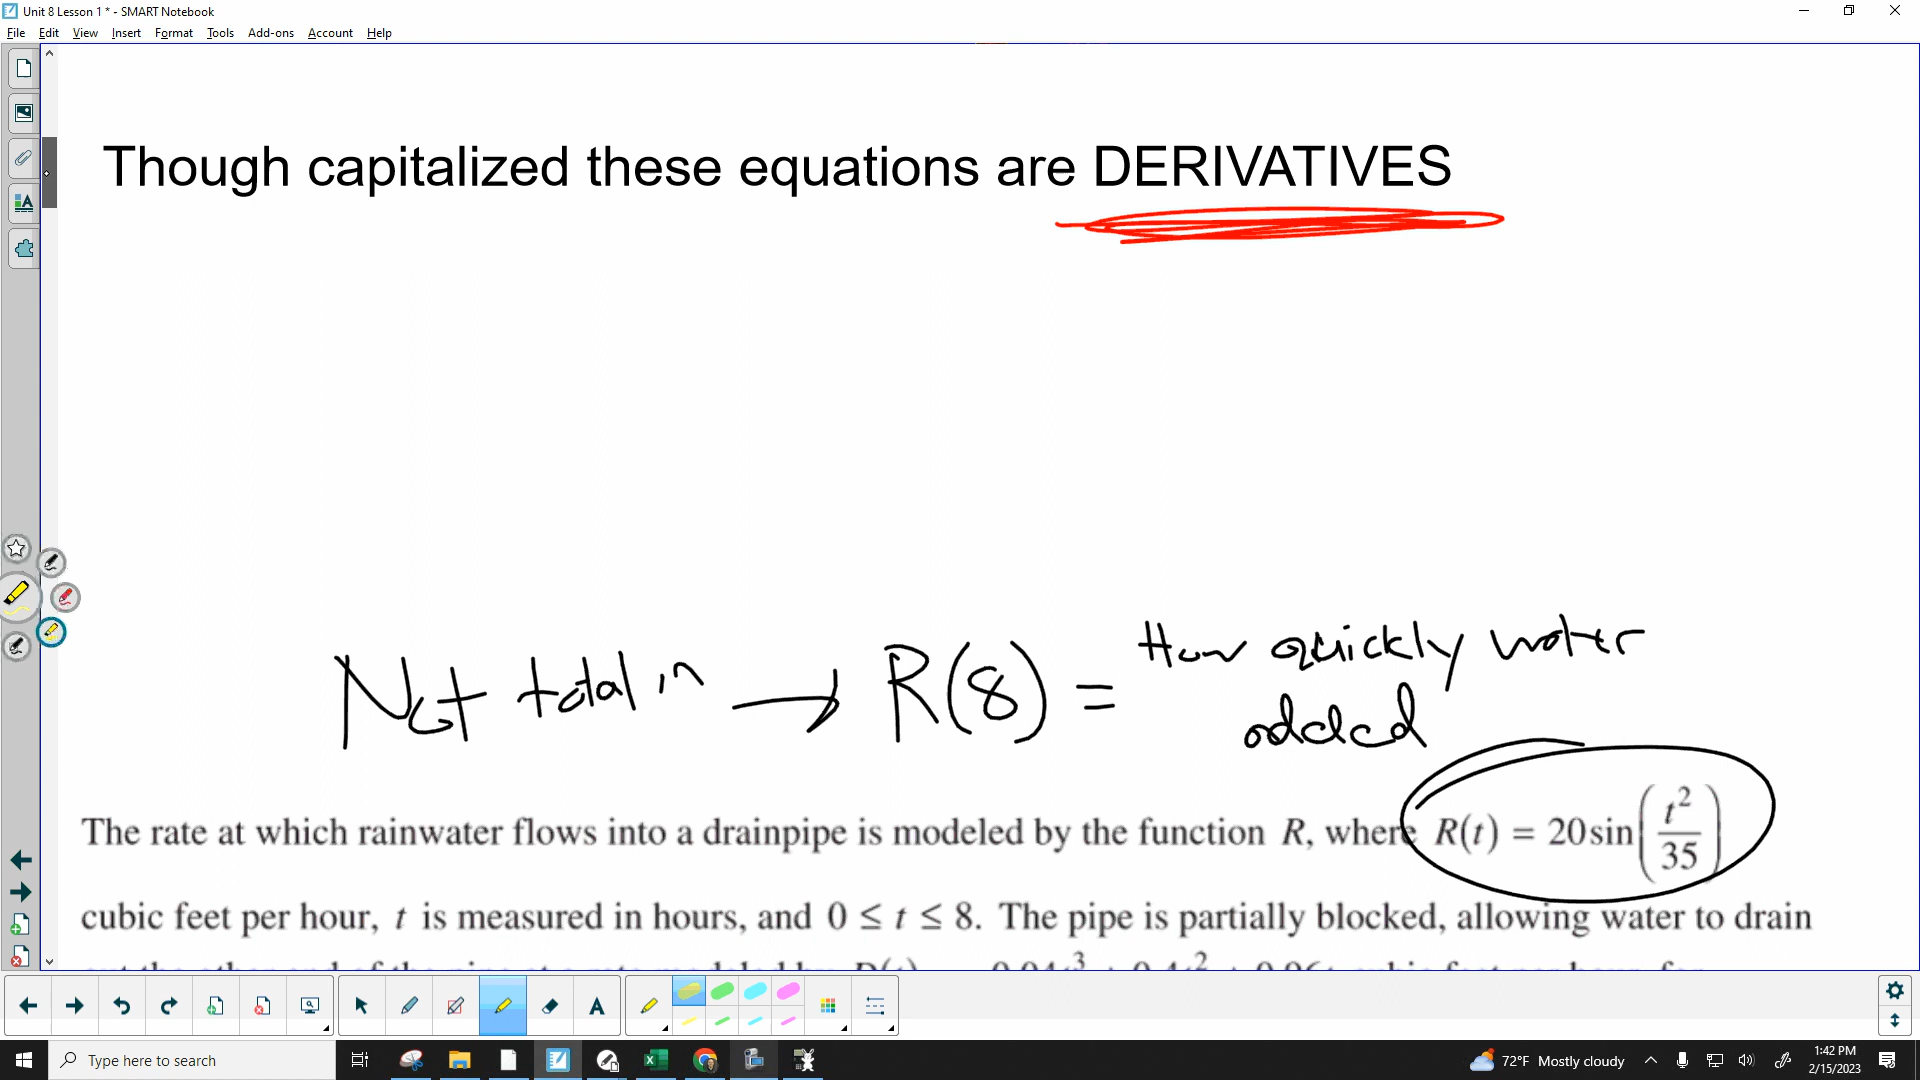 Unit 8 Lesson 1 * - SMART Notebook
File Edit View Insert Format Tools Add-ons Account Help
Though capitalized these equations are DERIVATIVES
Not total in → R(8) = How quickly water
added
The rate at which rainwater flows into a drainpipe is modeled by the function R, where R(t) = 20 sin(t²/35)
cubic feet per hour, t is measured in hours, and 0 ≤ t ≤ 8. The pipe is partially blocked, allowing water to drain
Type here to search
72°F Mostly cloudy
1:42 PM
2/15/2023